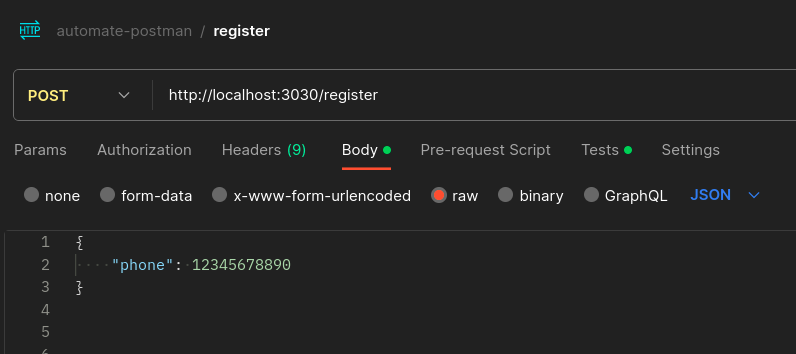 HTTP automate-postman / register
POST http://localhost:3030/register
Params Authorization Headers (9) Body Pre-request Script Tests Settings
none form-data x-www-form-urlencoded raw binary GraphQL JSON
1 {
2 "phone": 12345678890
3 }
4
5
6